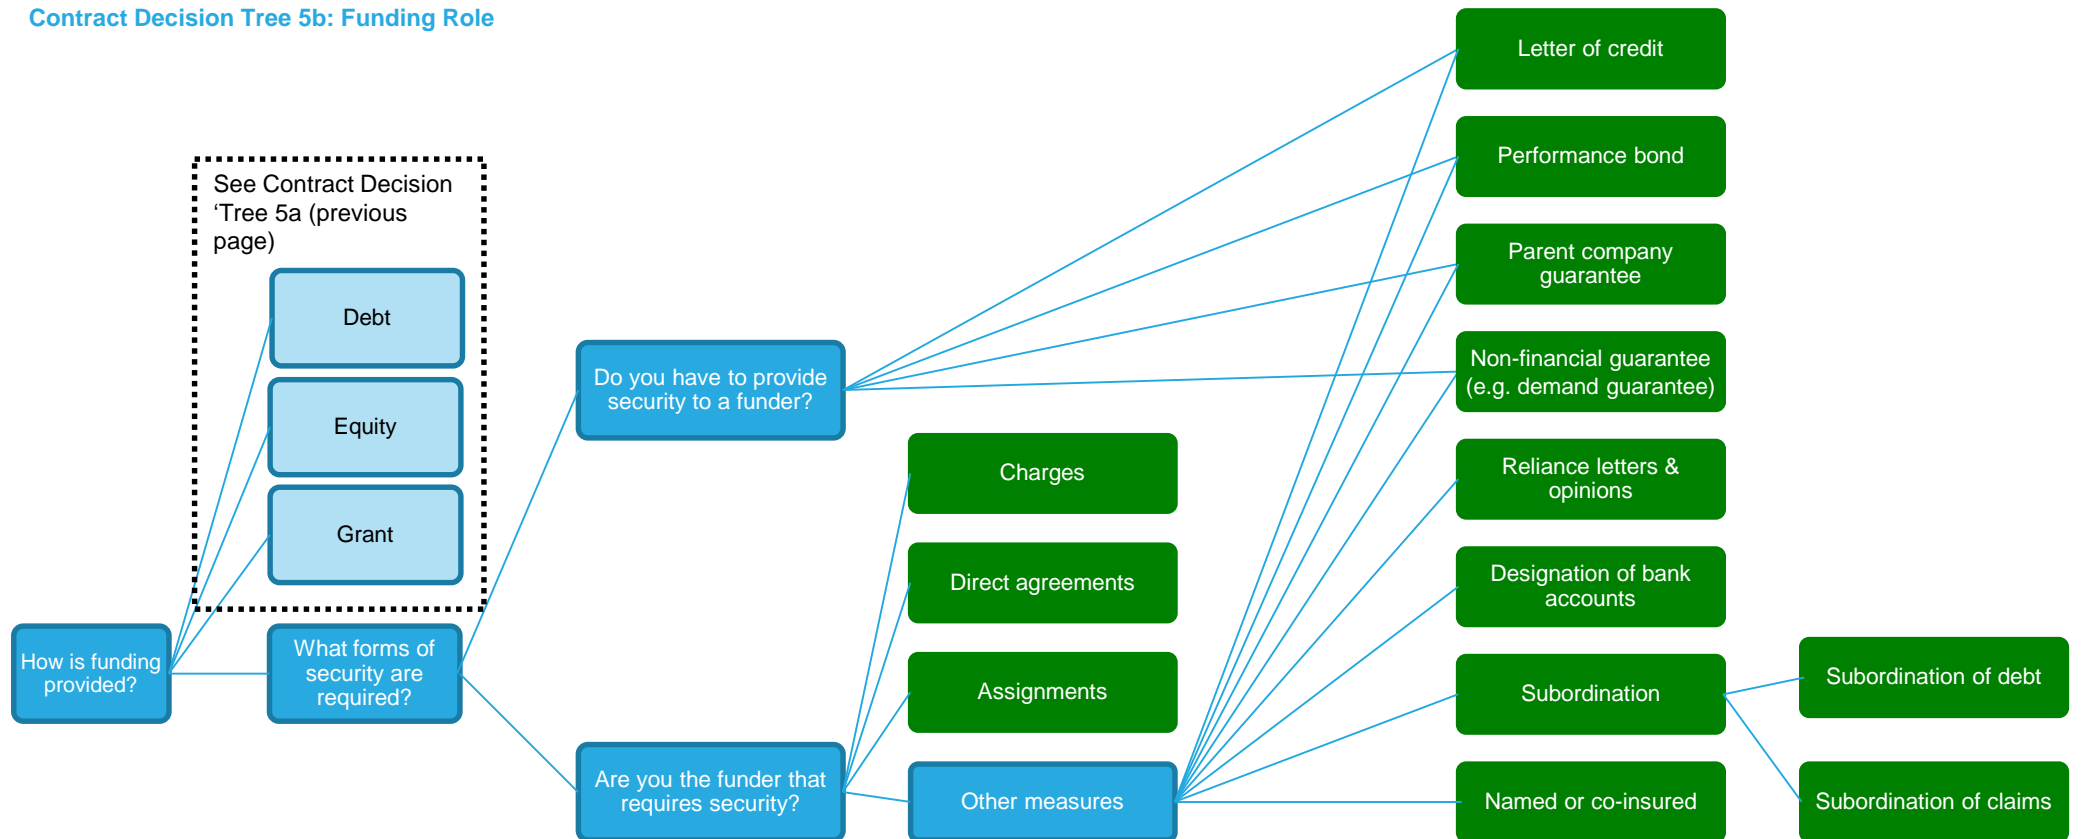 Contract Decision Tree 5b: Funding Role
See Contract Decision
‘Tree 5a (previous
page)
Debt
Equity
Grant
How is funding
provided?
What forms of
security are
required?
Do you have to provide
security to a funder?
Are you the funder that
requires security?
Charges
Direct agreements
Assignments
Other measures
Letter of credit
Performance bond
Parent company
guarantee
Non-financial guarantee
(e.g. demand guarantee)
Reliance letters &
opinions
Designation of bank
accounts
Subordination
Named or co-insured
Subordination of debt
Subordination of claims